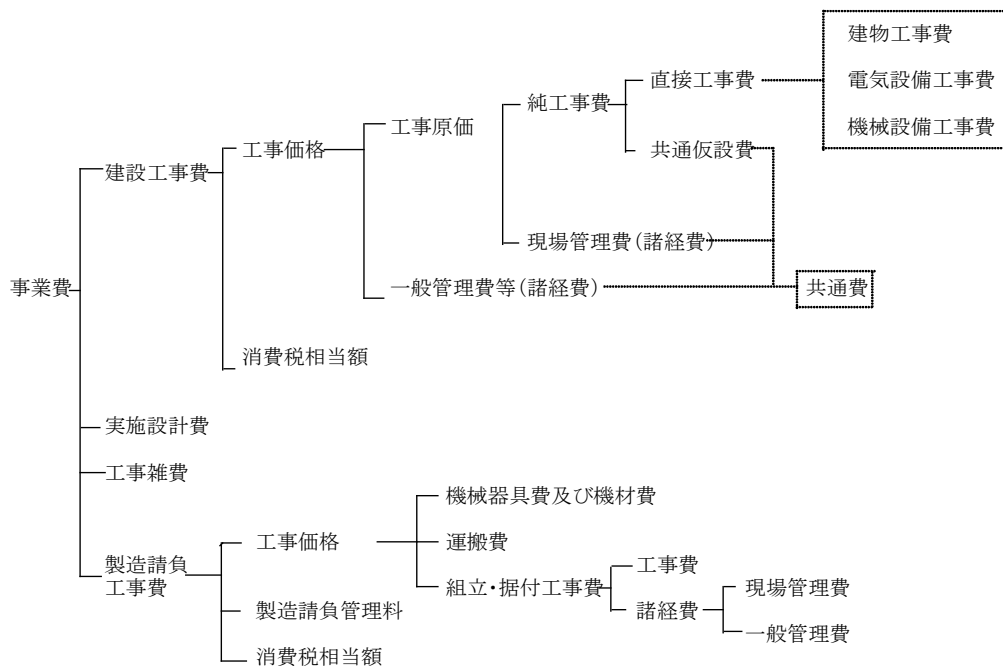 建物工事費
直接工事費
電気設備工事費
純工事費
工事原価
機械設備工事費
工事価格
共通仮設費
建設工事費
現場管理費(諸経費)
事業費
一般管理費等(諸経費)
共通費
消費税相当額
実施設計費
工事雑費
機械器具費及び機材費
工事価格
運搬費
製造請負
工事費
工事費
組立・据付工事費
現場管理費
製造請負管理料
諸経費
一般管理費
消費税相当額